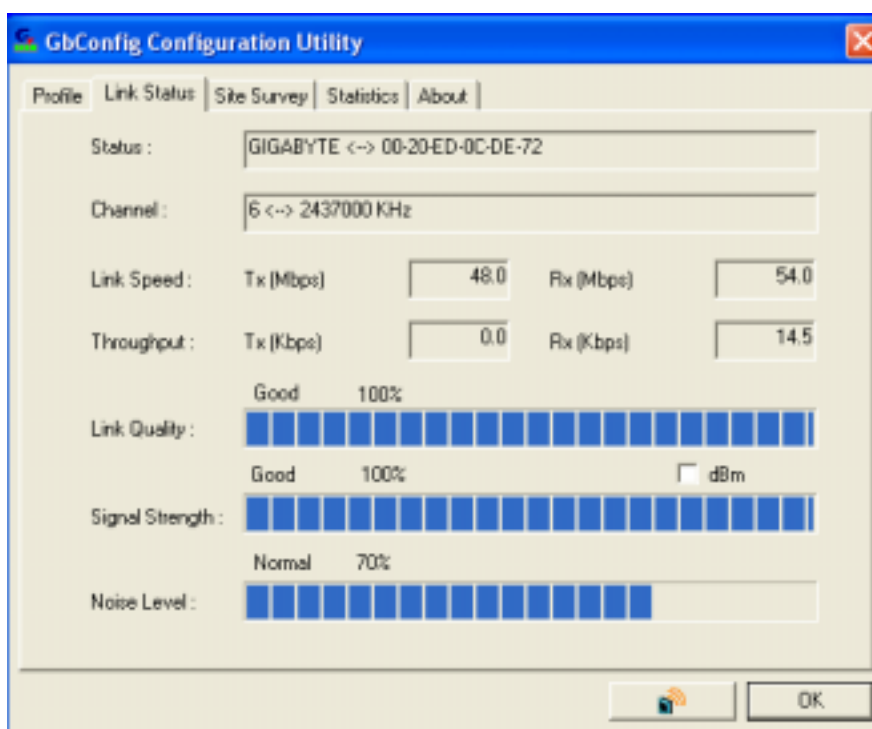 GbConfig Configuration Utility
Profile Link Status Site Survey Statistics About
Status : GIGABYTE <--> 00-20-ED-0C-DE-72
Channel : 6 <--> 2437000 KHz
Link Speed : Tx (Mbps) 48.0 Rx (Mbps) 54.0
Throughput : Tx (Kbps) 0.0 Rx (Kbps) 14.5
Good 100%
Link Quality :
Good 100% dBm
Signal Strength :
Normal 70%
Noise Level :
OK